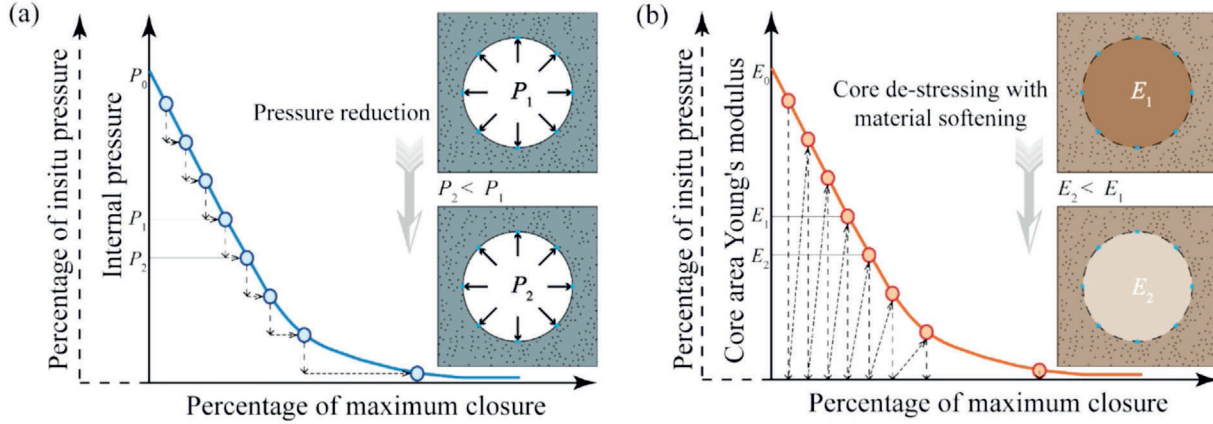 (a)
Percentage of insitu pressure
Internal pressure
P0
P1
P2
Pressure reduction
P1
P2 < P1
P2
Percentage of maximum closure
(b)
Percentage of insitu pressure
Core area Young's modulus
E0
E1
E2
Core de-stressing with
material softening
E1
E2 < E1
E2
Percentage of maximum closure